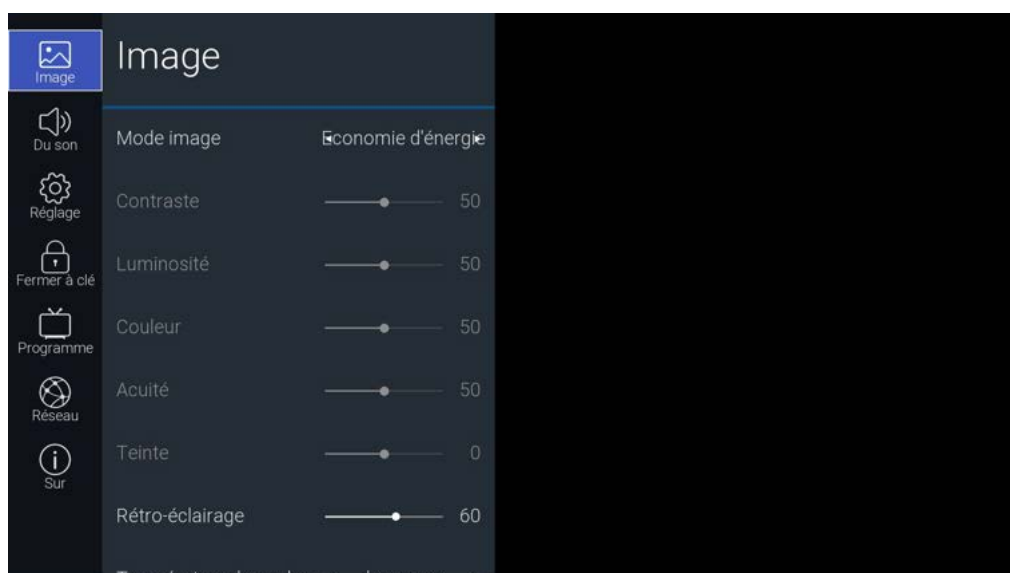 Image
Image
Du son
Mode image Economie d'énergie
Réglage
Contraste 50
Fermer à clé
Luminosité 50
Programme
Couleur 50
Réseau
Acuité 50
Sur
Teinte 0
Rétro-éclairage 60